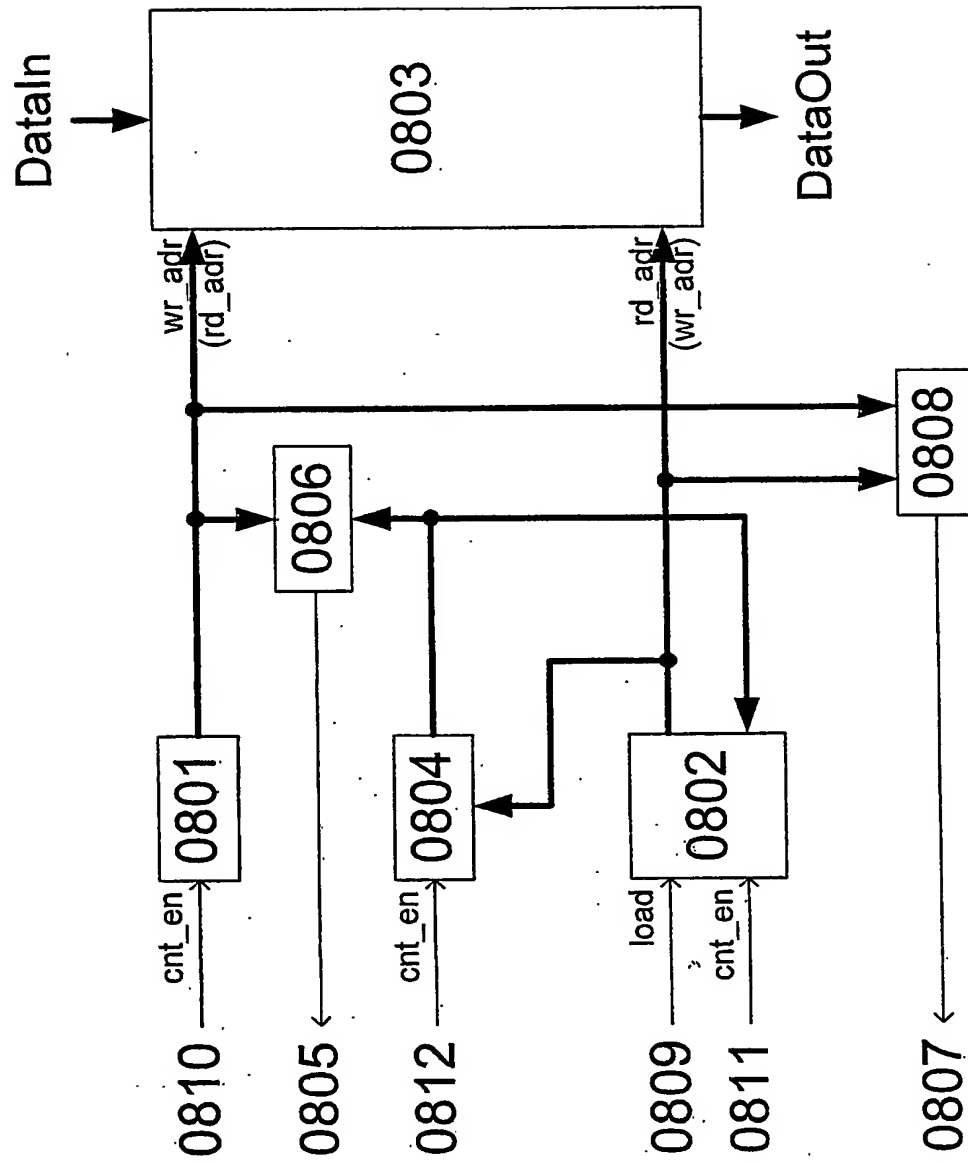 DataIn
0803
DataOut
wr_adr
(rd_adr)
rd_adr
(wr_adr)
0806
0808
0801
0804
0802
cnt_en
cnt_en
load
cnt_en
0810
0805
0812
0809
0811
0807